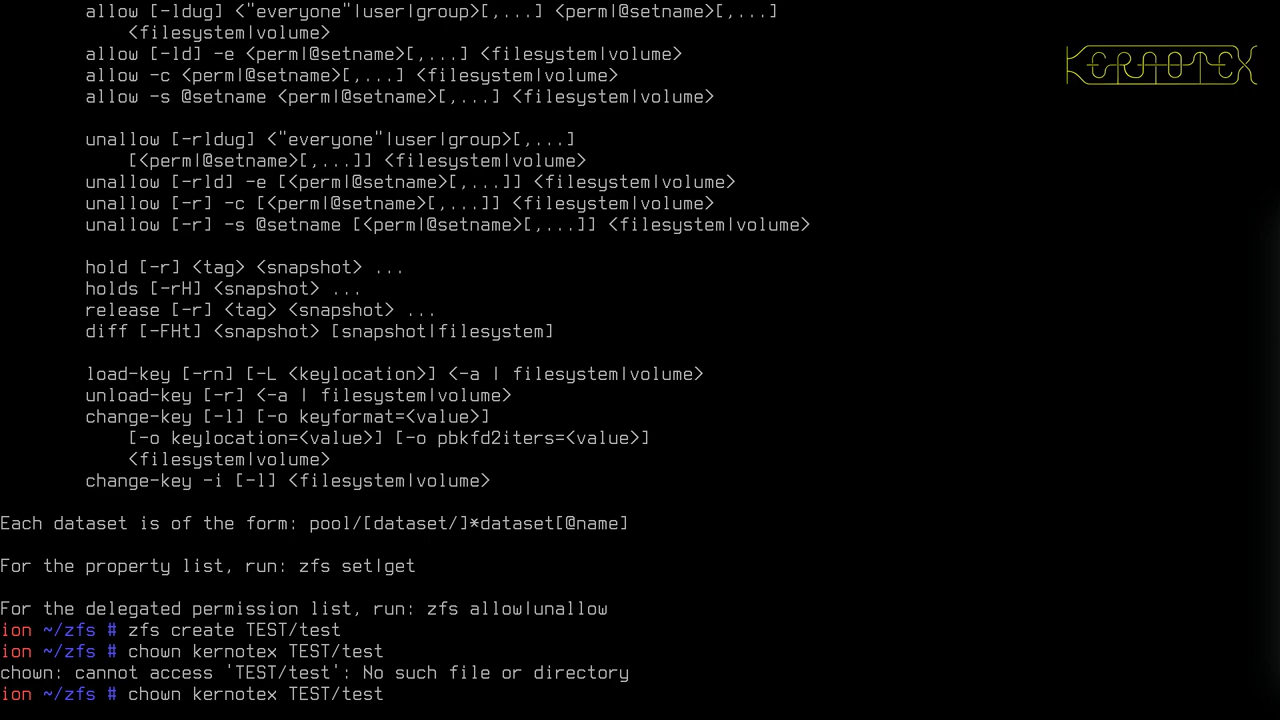 allow [-ldug] <"everyone"|user|group>[,...] <perm|@setname>[,...]
<filesystem|volume>
allow [-ld] -e <perm|@setname>[,...] <filesystem|volume>
allow -c <perm|@setname>[,...] <filesystem|volume>
allow -s @setname <perm|@setname>[,...] <filesystem|volume>
KERNOTEX
unallow [-rldug] <"everyone"|user|group>[,...]
[<perm|@setname>[,...]] <filesystem|volume>
unallow [-rld] -e [<perm|@setname>[,...]] <filesystem|volume>
unallow [-r] -c [<perm|@setname>[,...]] <filesystem|volume>
unallow [-r] -s @setname [<perm|@setname>[,...]] <filesystem|volume>
hold [-r] <tag> <snapshot> ...
holds [-rH] <snapshot> ...
release [-r] <tag> <snapshot> ...
diff [-FHt] <snapshot> [snapshot|filesystem]
load-key [-rn] [-L <keylocation>] <-a | filesystem|volume>
unload-key [-r] <-a | filesystem|volume>
change-key [-l] [-o keyformat=<value>]
[-o keylocation=<value>] [-o pbkfd2iters=<value>]
<filesystem|volume>
change-key -i [-l] <filesystem|volume>
Each dataset is of the form: pool/[dataset/]*dataset[@name]
For the property list, run: zfs set|get
For the delegated permission list, run: zfs allow|unallow
ion ~/zfs # zfs create TEST/test
ion ~/zfs # chown kernotex TEST/test
chown: cannot access 'TEST/test': No such file or directory
ion ~/zfs # chown kernotex TEST/test